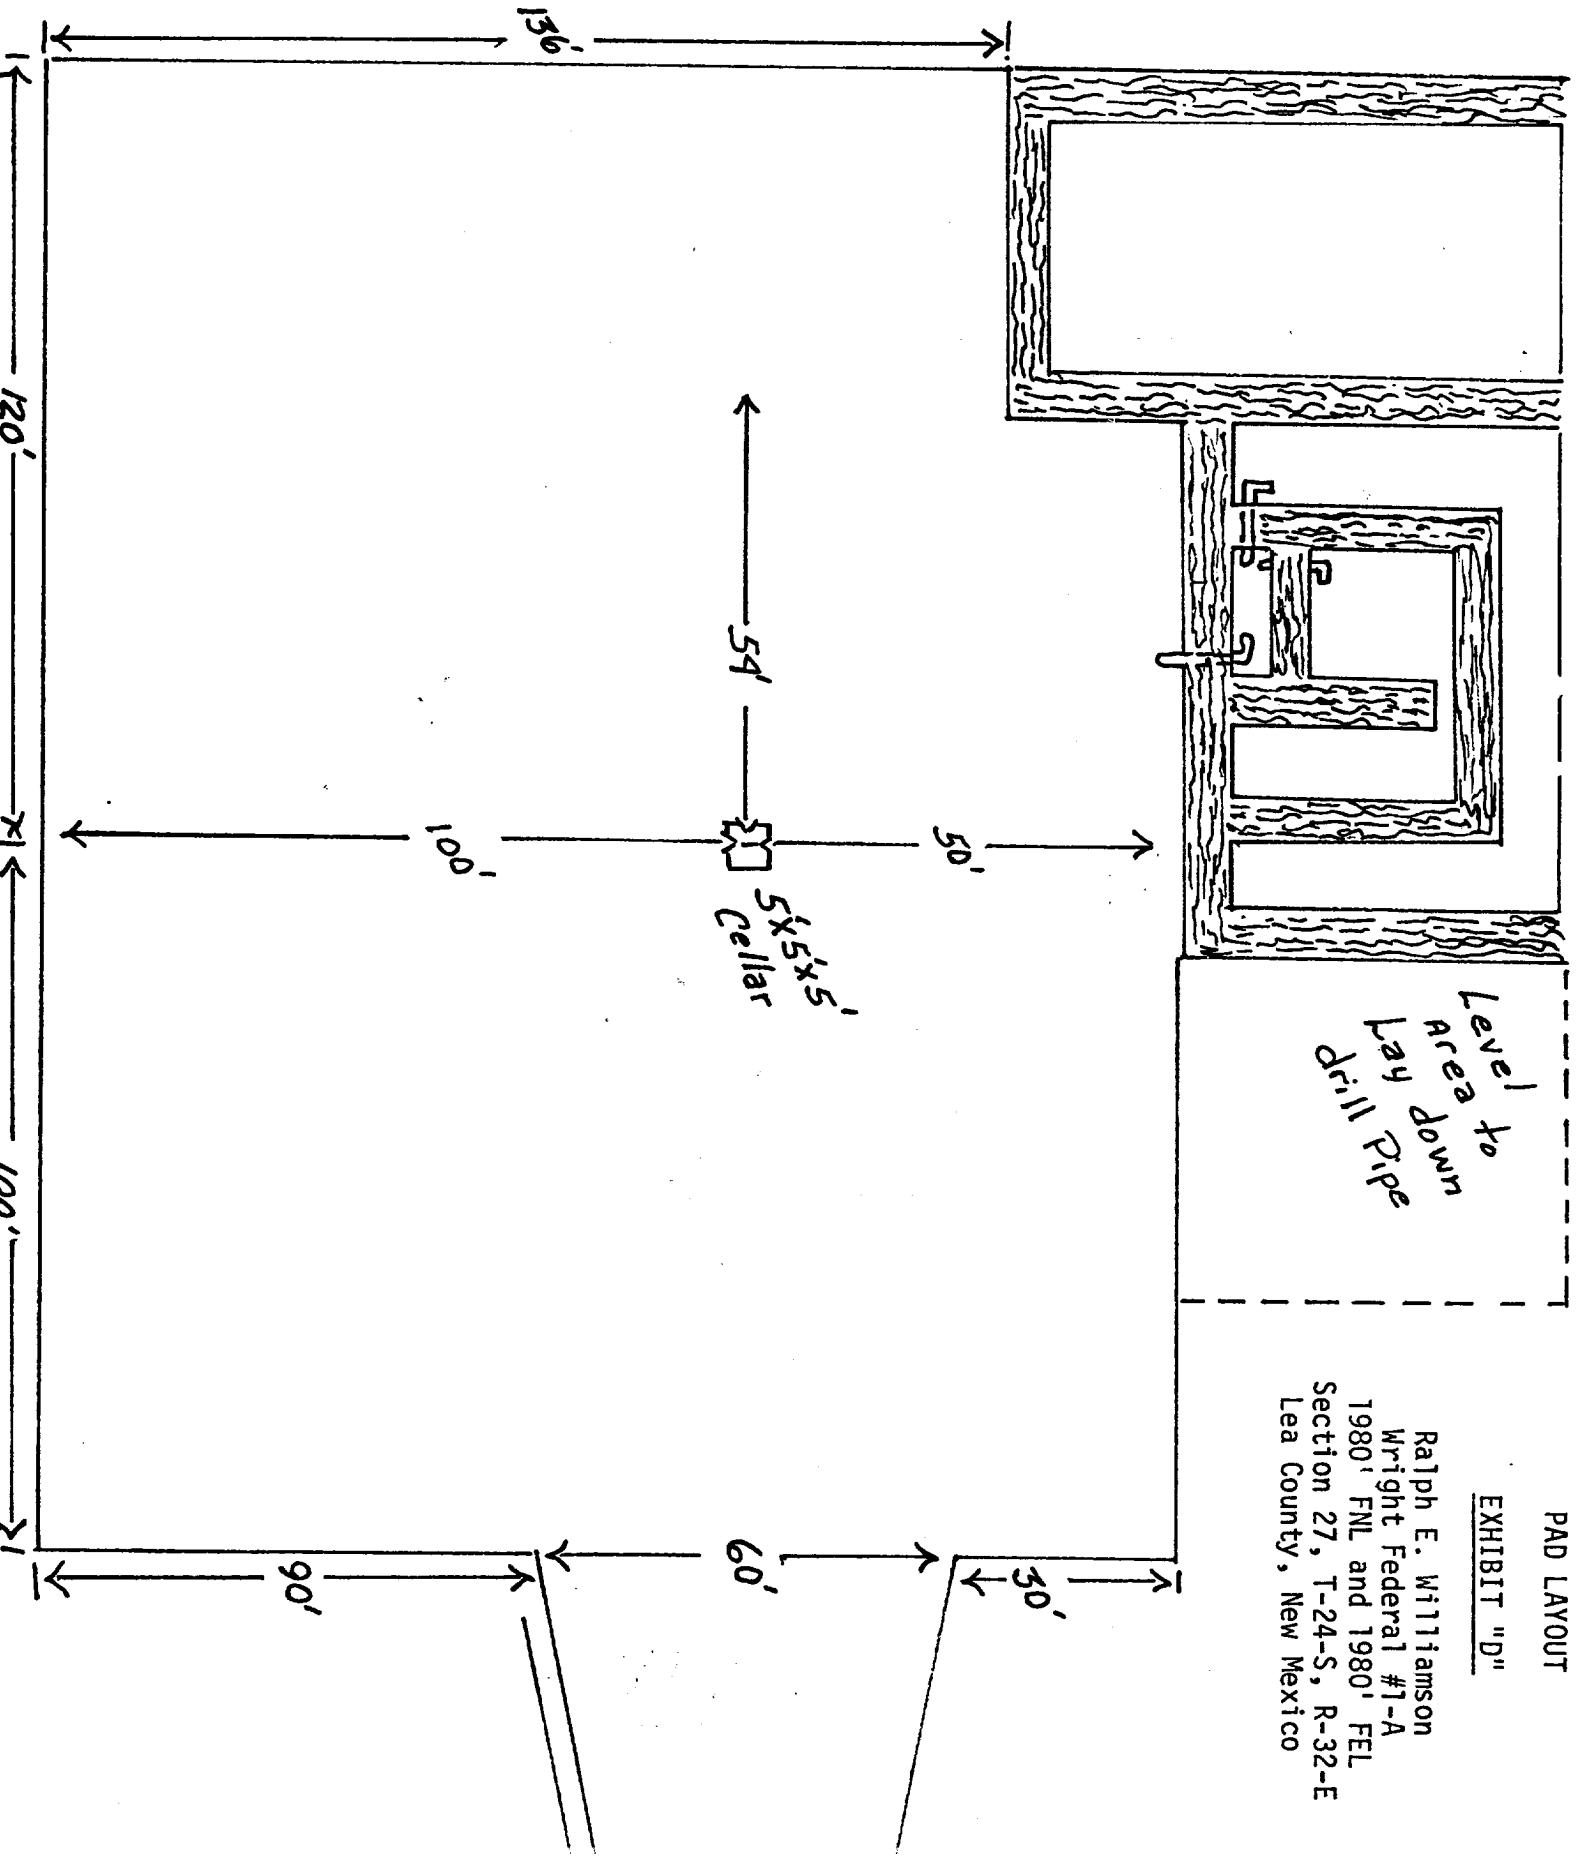 PAD LAYOUT
EXHIBIT "D"
Ralph E. Williamson
Wright Federal #1-A
1980' FNL and 1980' FEL
Section 27, T-24-S, R-32-E
Lea County, New Mexico
Level
Area to
Lay down
drill Pipe
136'
50'
54'
5'x5'x5'
Cellar
100'
30'
60'
90'
120'
100'